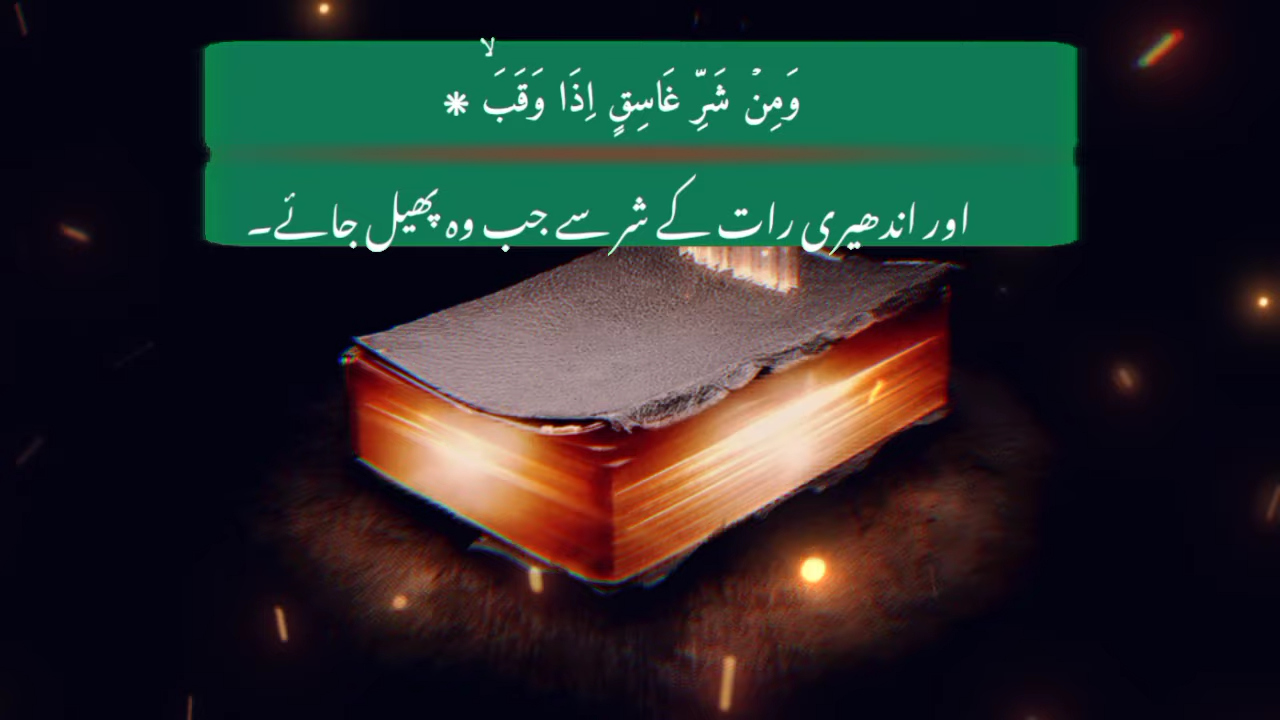 وَمِنۡ شَرِّ غَاسِقٍ اِذَا وَقَبَۙ *
اور اندھیری رات کے شر سے جب وہ پھیل جائے۔